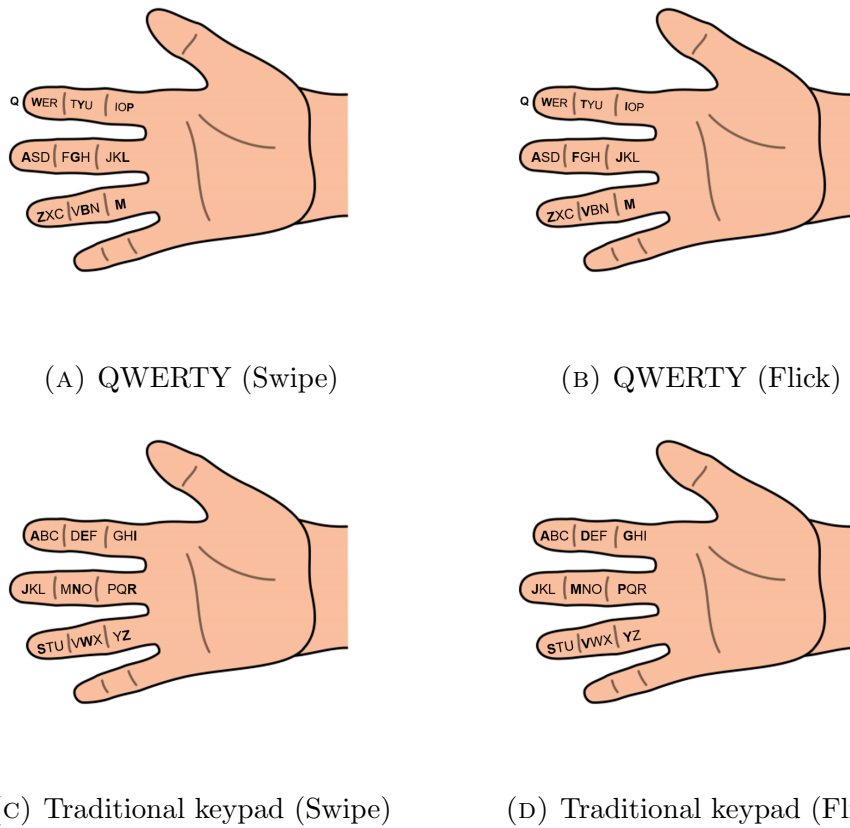 Q WER TYU IOP
ASD FGH JKL
ZXC VBN M
Q WER TYU IOP
ASD FGH JKL
ZXC VBN M
(A) QWERTY (Swipe)
(B) QWERTY (Flick)
ABC DEF GHI
JKL MNO PQR
STU VWX YZ
ABC DEF GHI
JKL MNO PQR
STU VWX YZ
(C) Traditional keypad (Swipe)
(D) Traditional keypad (Fli